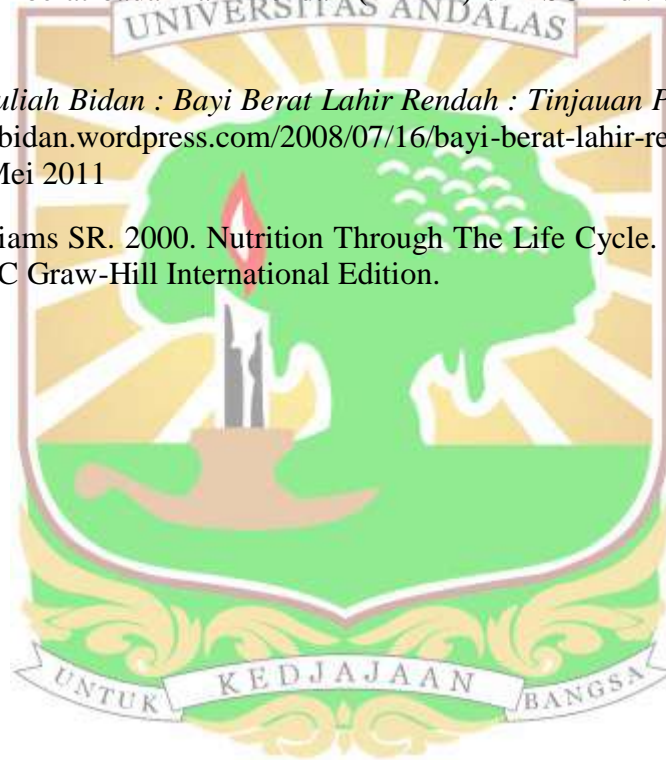 UNIVERSITAS ANDALAS
uliah Bidan : Bayi Berat Lahir Rendah : Tinjauan
bidan.wordpress.com/2008/07/16/bayi-berat-lahir-re
Mei 2011
iams SR. 2000. Nutrition Through The Life Cycle.
C Graw-Hill International Edition.
UNTUK KEDJAJAAN BANGSA